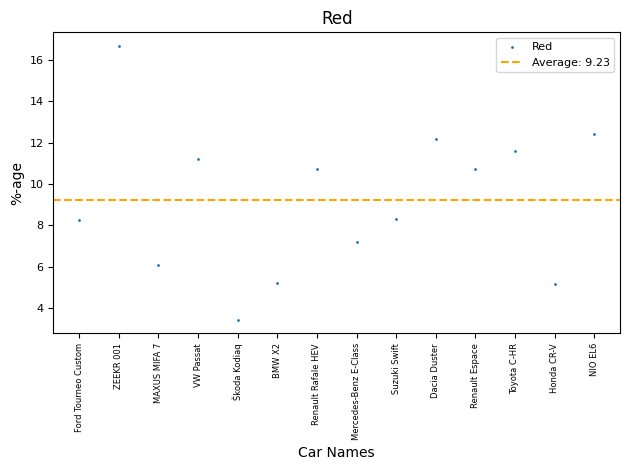 Red
Red
Average: 9.23
%-age
16
14
12
10
8
6
4
Ford Tourneo Custom
ZEEKR 001
MAXUS MIFA 7
VW Passat
Škoda Kodiaq
BMW X2
Renault Rafale HEV
Mercedes-Benz E-Class
Suzuki Swift
Dacia Duster
Renault Espace
Toyota C-HR
Honda CR-V
NIO EL6
Car Names